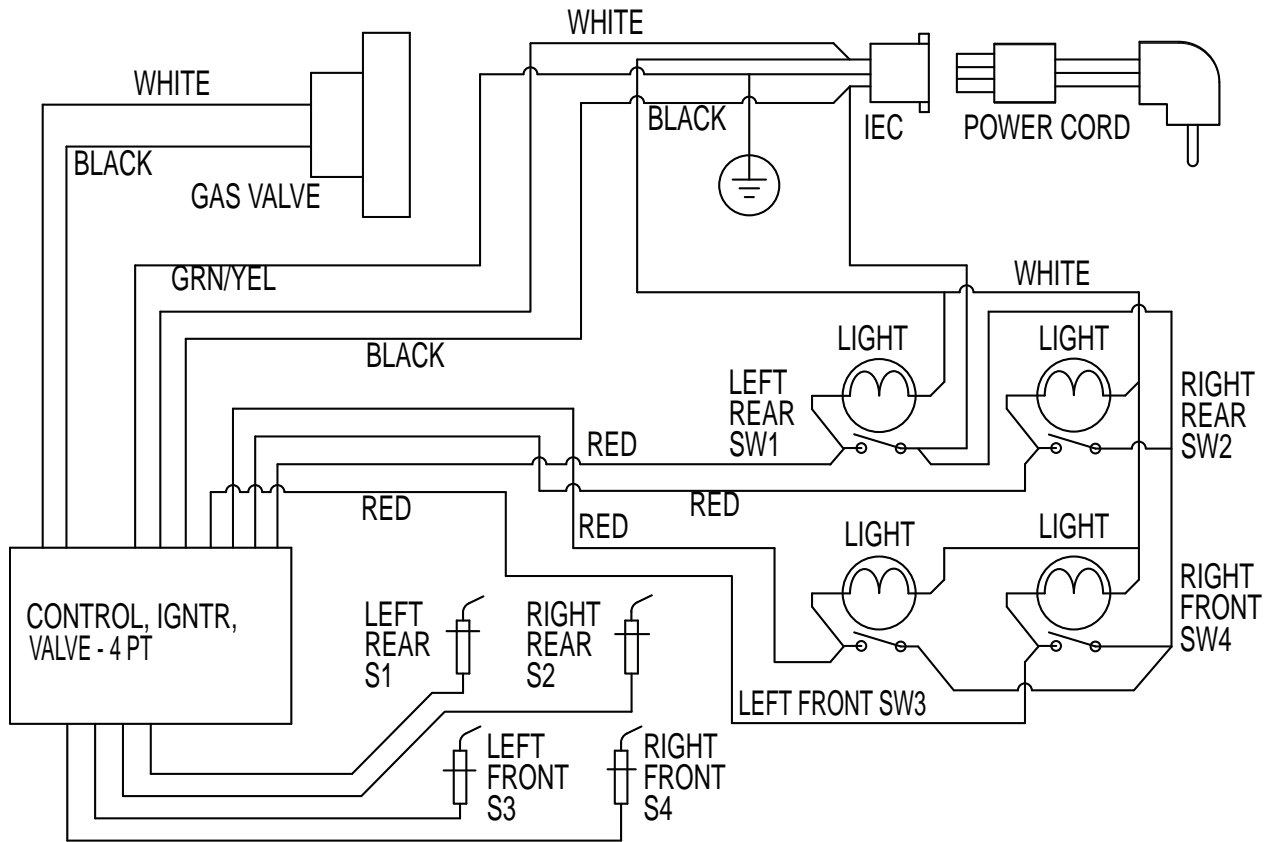 WHITE
WHITE
BLACK
GAS VALVE
BLACK
IEC
POWER CORD
GRN/YEL
WHITE
BLACK
LIGHT
LIGHT
LEFT
REAR
SW1
RIGHT
REAR
SW2
RED
RED
RED
RED
LIGHT
LIGHT
RIGHT
FRONT
SW4
CONTROL, IGNTR,
VALVE - 4 PT
LEFT
REAR
S1
RIGHT
REAR
S2
LEFT FRONT SW3
LEFT
FRONT
S3
RIGHT
FRONT
S4